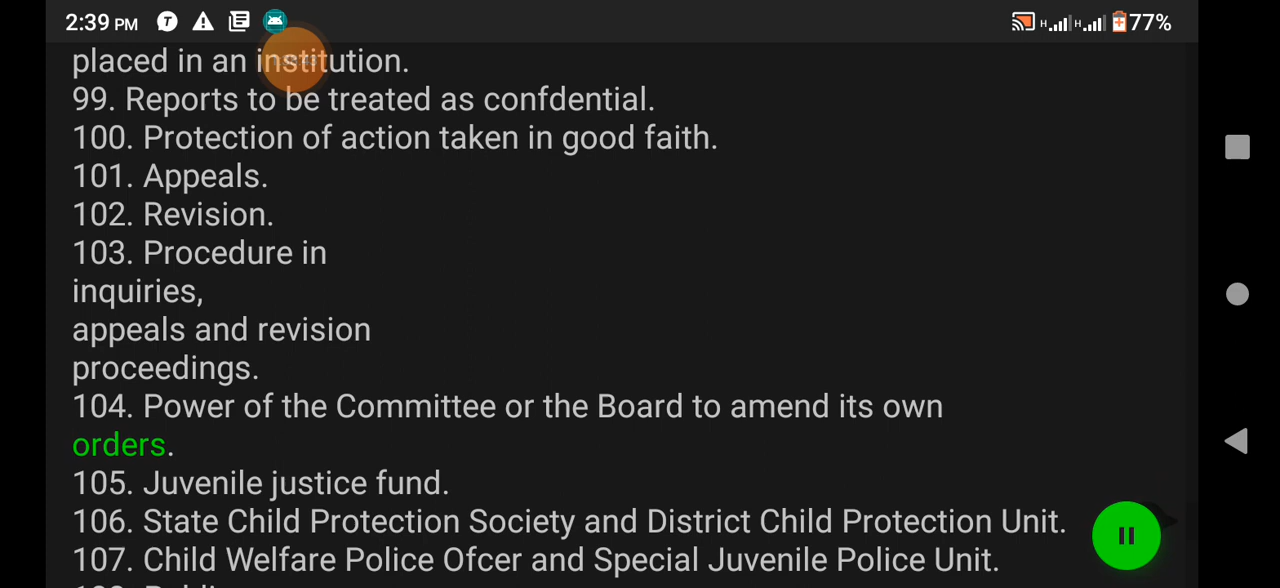 2:39 PM 77%
placed in an institution.
99. Reports to be treated as confdential.
100. Protection of action taken in good faith.
101. Appeals.
102. Revision.
103. Procedure in
inquiries,
appeals and revision
proceedings.
104. Power of the Committee or the Board to amend its own
orders.
105. Juvenile justice fund.
106. State Child Protection Society and District Child Protection Unit.
107. Child Welfare Police Ofcer and Special Juvenile Police Unit.